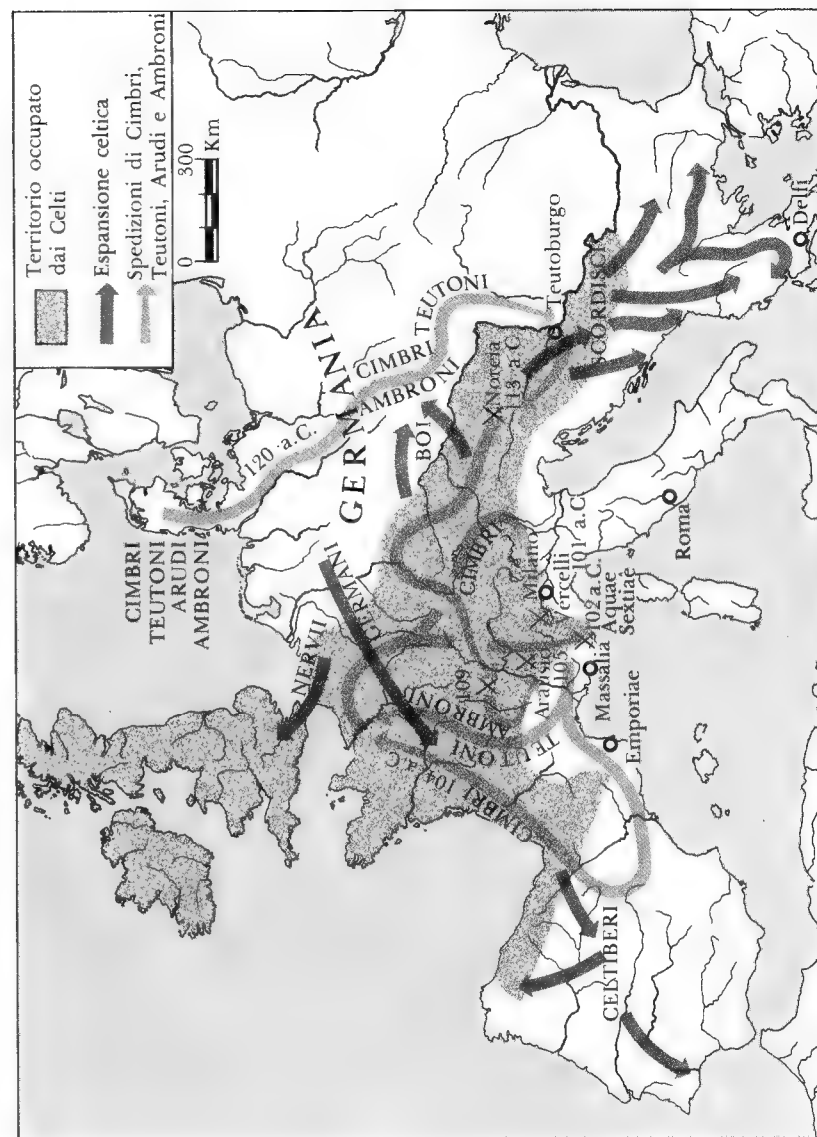 Territorio occupato
dai Celti
Espansione celtica
Spedizioni di Cimbri,
Teutoni, Arudi e Ambroni
0
300
Km
CIMBRI
TEUTONI
ARUDI
AMBRONI
120 a.C.
GERMANIA
CIMBRI
TEUTONI
AMBRONI
NERVII
GERMANI
BOI
Noreia
113 a.C.
Teutoburgo
SCORDISCI
Delfi
CIMBRI
Milano
Vercelli
101 a.C.
102 a.C.
Aquae
Sextiae
Roma
109
Arausio
105
Massalia
Emporiae
AMBRONI
TEUTONI
CIMBRI 104 a.C.
CELTIBERI